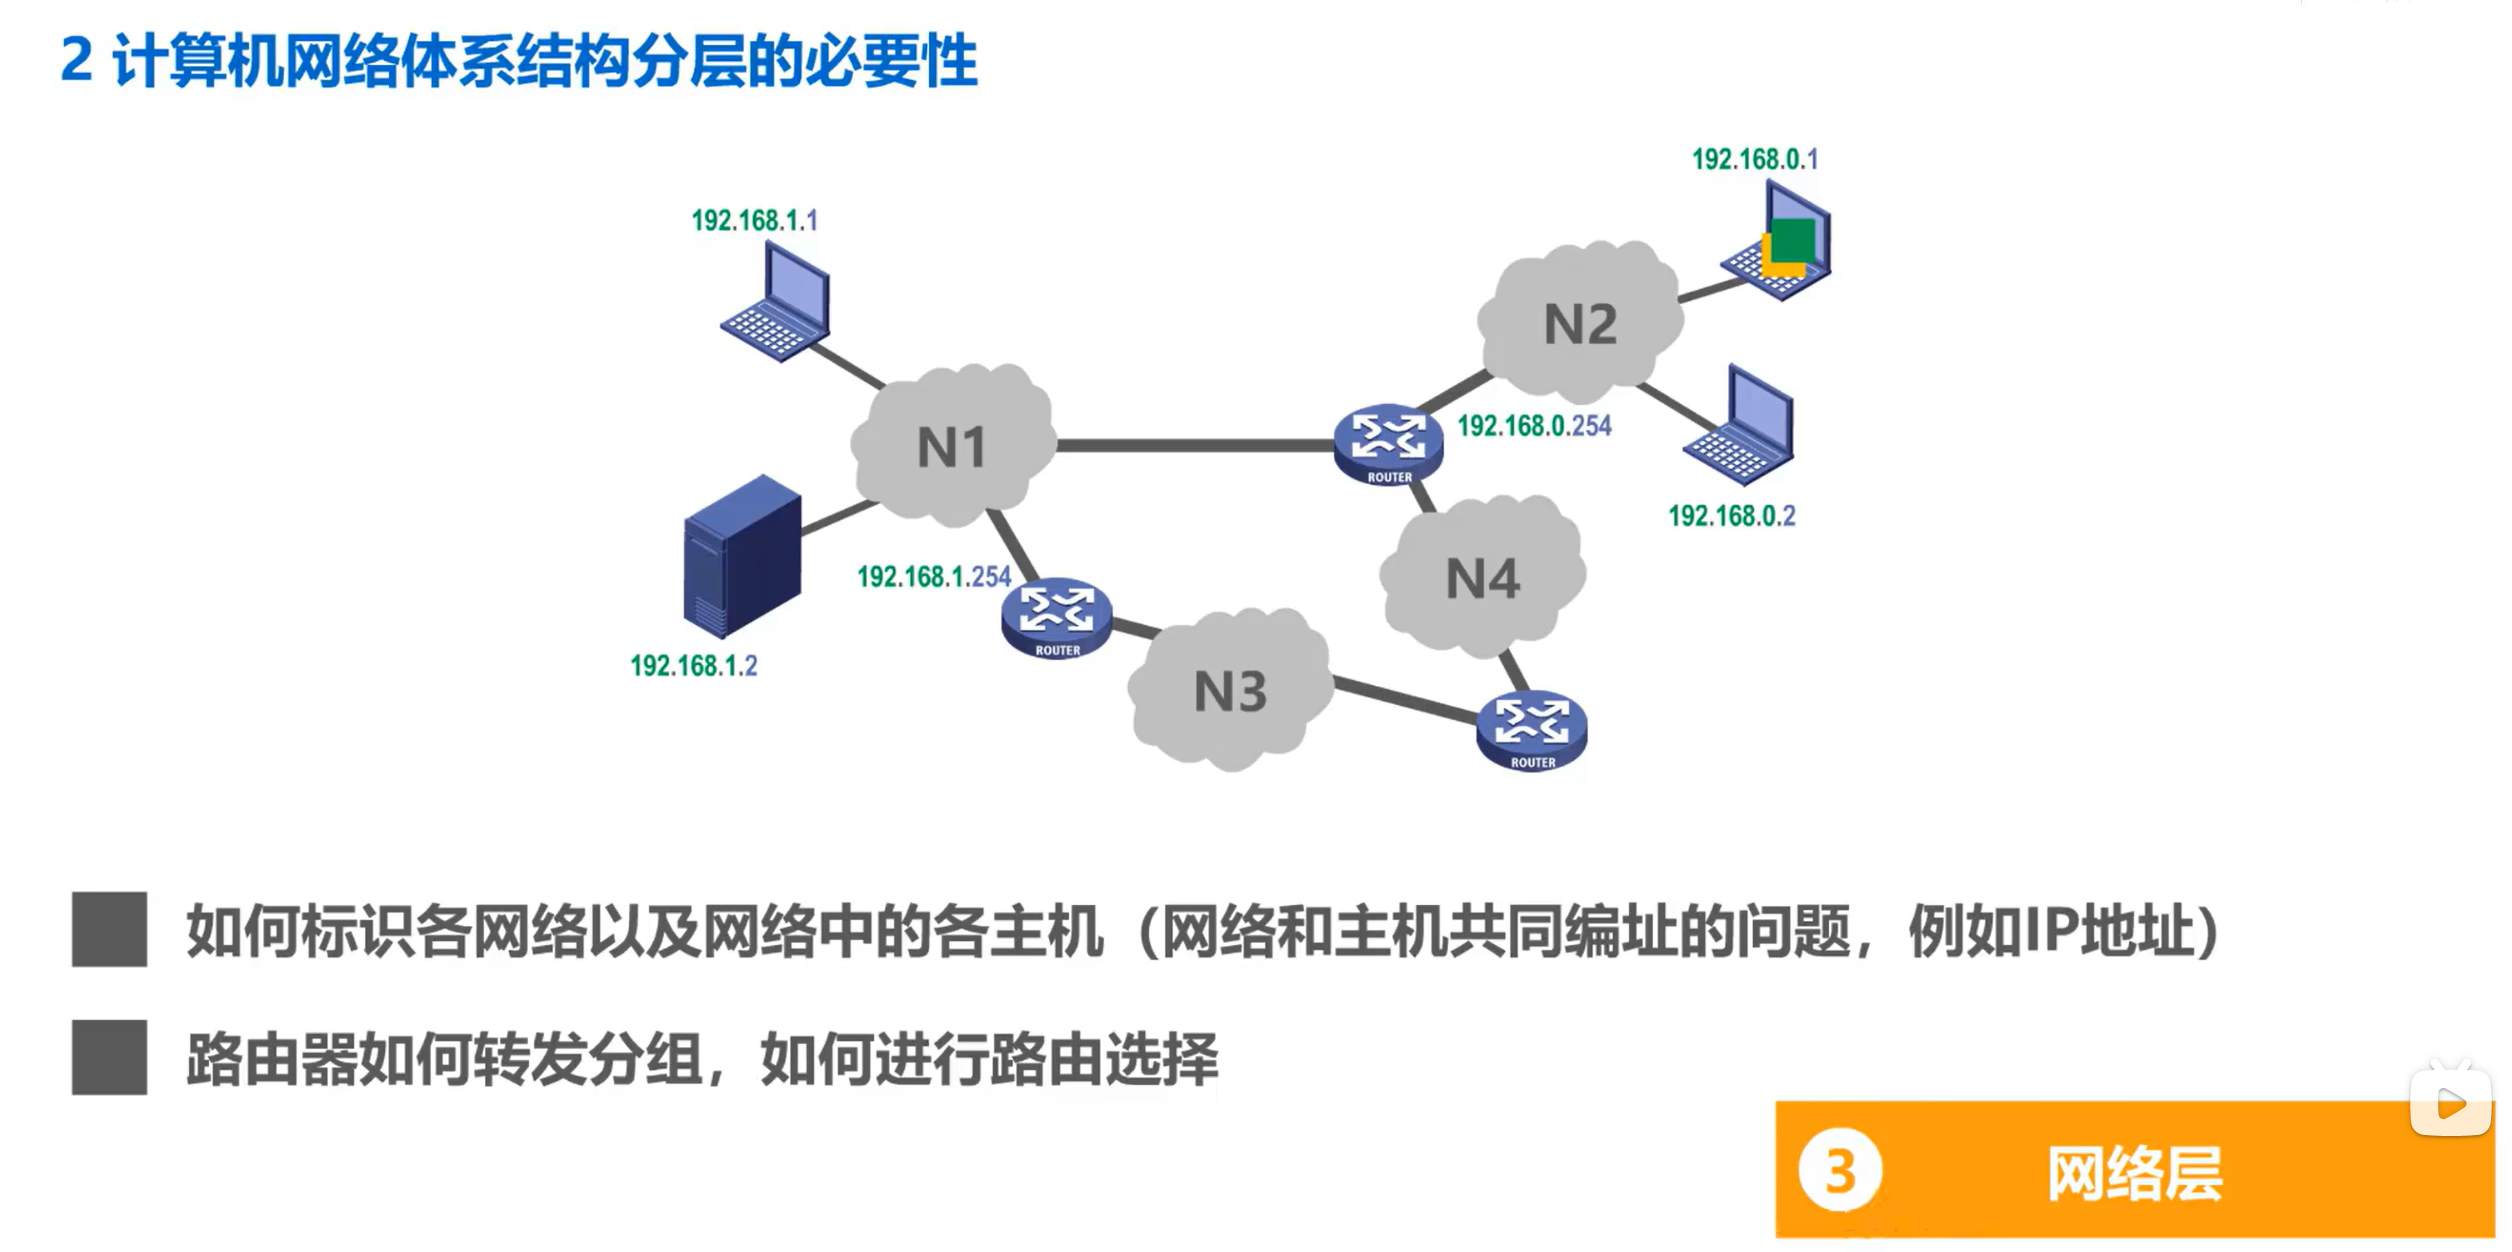 2 计算机网络体系结构分层的必要性
192.168.0.1
192.168.1.1
N2
192.168.0.254
N1
ROUTER
192.168.0.2
192.168.1.254
N4
ROUTER
192.168.1.2
N3
ROUTER
如何标识各网络以及网络中的各主机（网络和主机共同编址的问题，例如IP地址）
路由器如何转发分组，如何进行路由选择
3 网络层